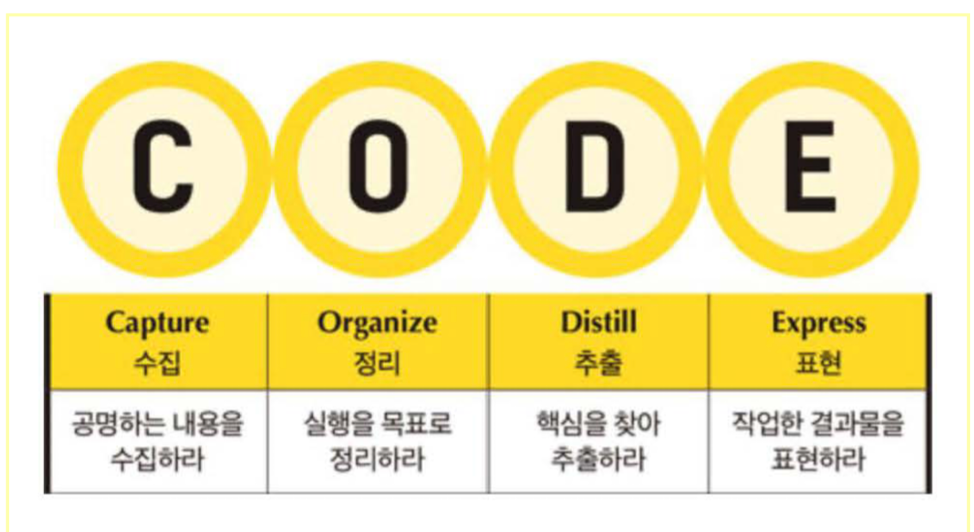 C O D E
Capture Organize Distill Express
수집 정리 추출 표현
공명하는 내용을 실행을 목표로 핵심을 찾아 작업한 결과물을
수집하라 정리하라 추출하라 표현하라